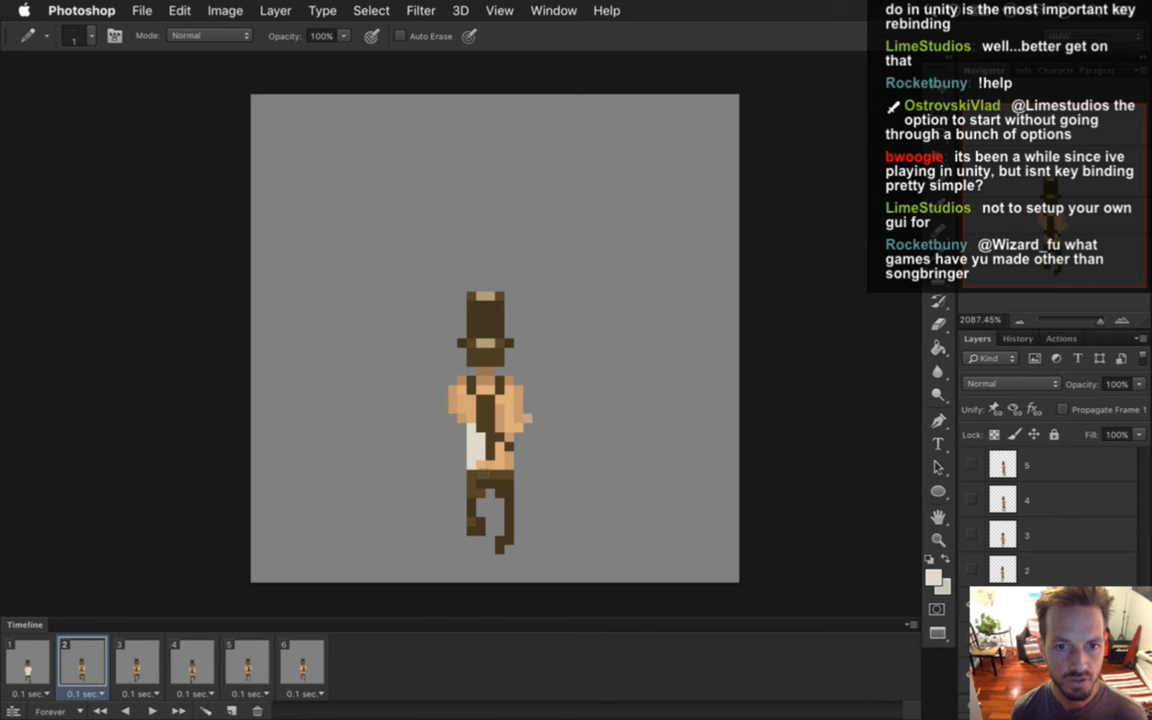 Photoshop File Edit Image Layer Type Select Filter 3D View Window Help
1 Mode: Normal Opacity: 100% Auto Erase
do in unity is the most important key
rebinding
LimeStudios well...better get on
that
Rocketbuny !help
OstrovskiVlad @Limestudios the
option to start without going
through a bunch of options
bwoogie its been a while since ive
playing in unity, but isnt key binding
pretty simple?
LimeStudios not to setup your own
gui for
Rocketbuny @Wizard_fu what
games have yu made other than
songbringer
2087.45%
Layers History Actions
Kind
Normal Opacity: 100%
Unify: Propagate Frame 1
Lock: Fill: 100%
5
4
3
2
Timeline
1 2 3 4 5 6
0.1 sec. 0.1 sec. 0.1 sec. 0.1 sec. 0.1 sec. 0.1 sec.
Forever